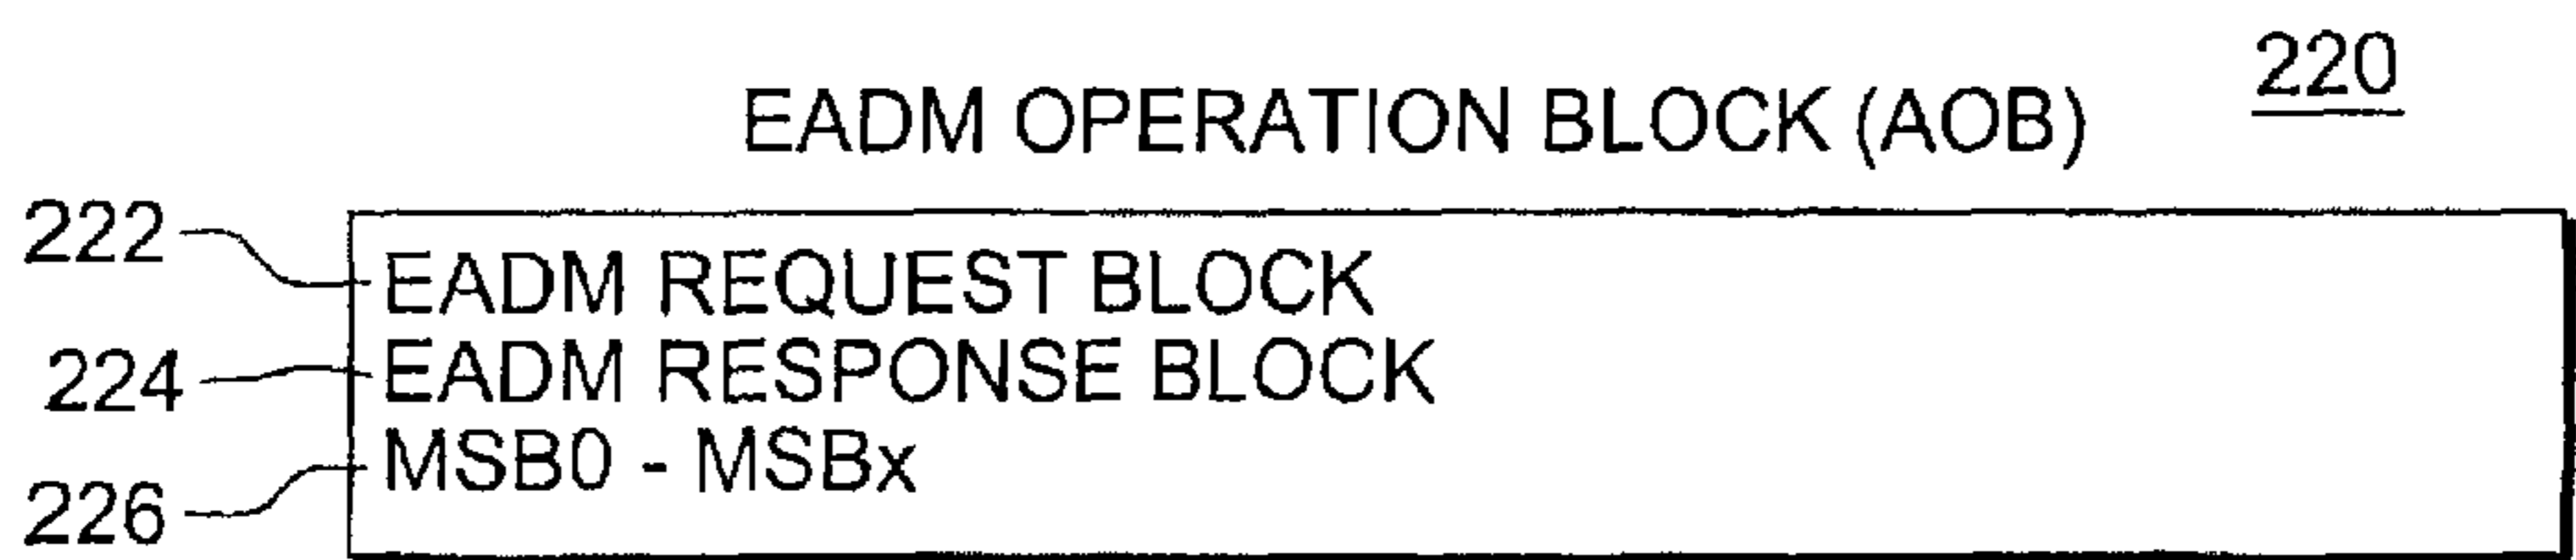 220
EADM OPERATION BLOCK (AOB)
222
EADM REQUEST BLOCK
224
EADM RESPONSE BLOCK
226
MSB0 - MSBx